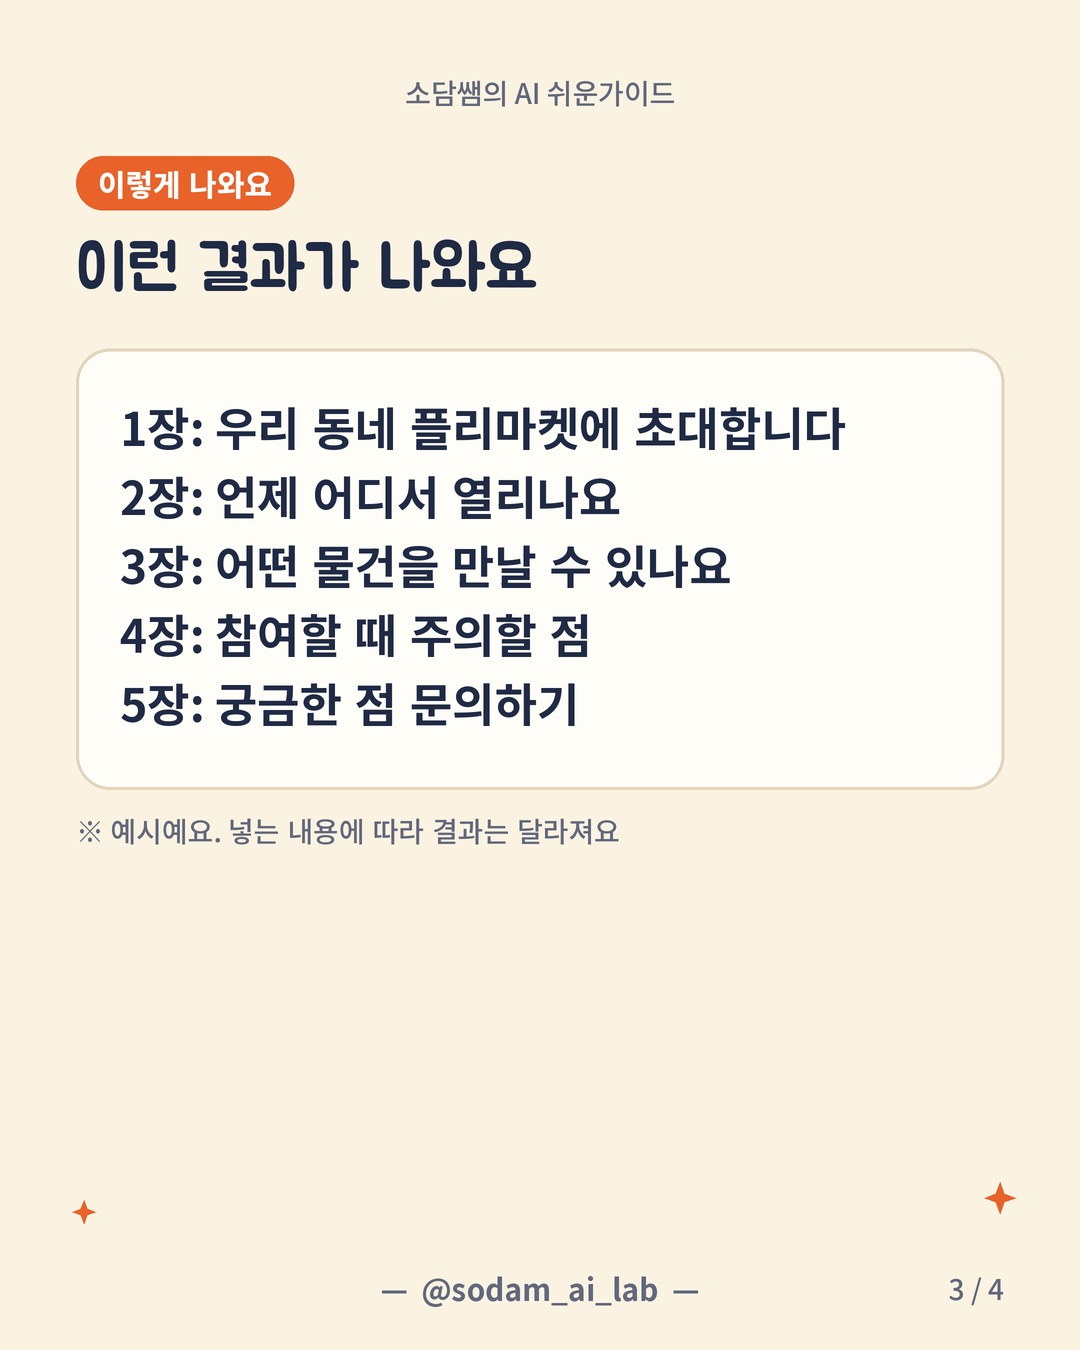 소담쌤의 AI 쉬운가이드
이렇게 나와요
이런 결과가 나와요
1장: 우리 동네 플리마켓에 초대합니다
2장: 언제 어디서 열리나요
3장: 어떤 물건을 만날 수 있나요
4장: 참여할 때 주의할 점
5장: 궁금한 점 문의하기
※ 예시예요. 넣는 내용에 따라 결과는 달라져요
— @sodam_ai_lab —
3 / 4